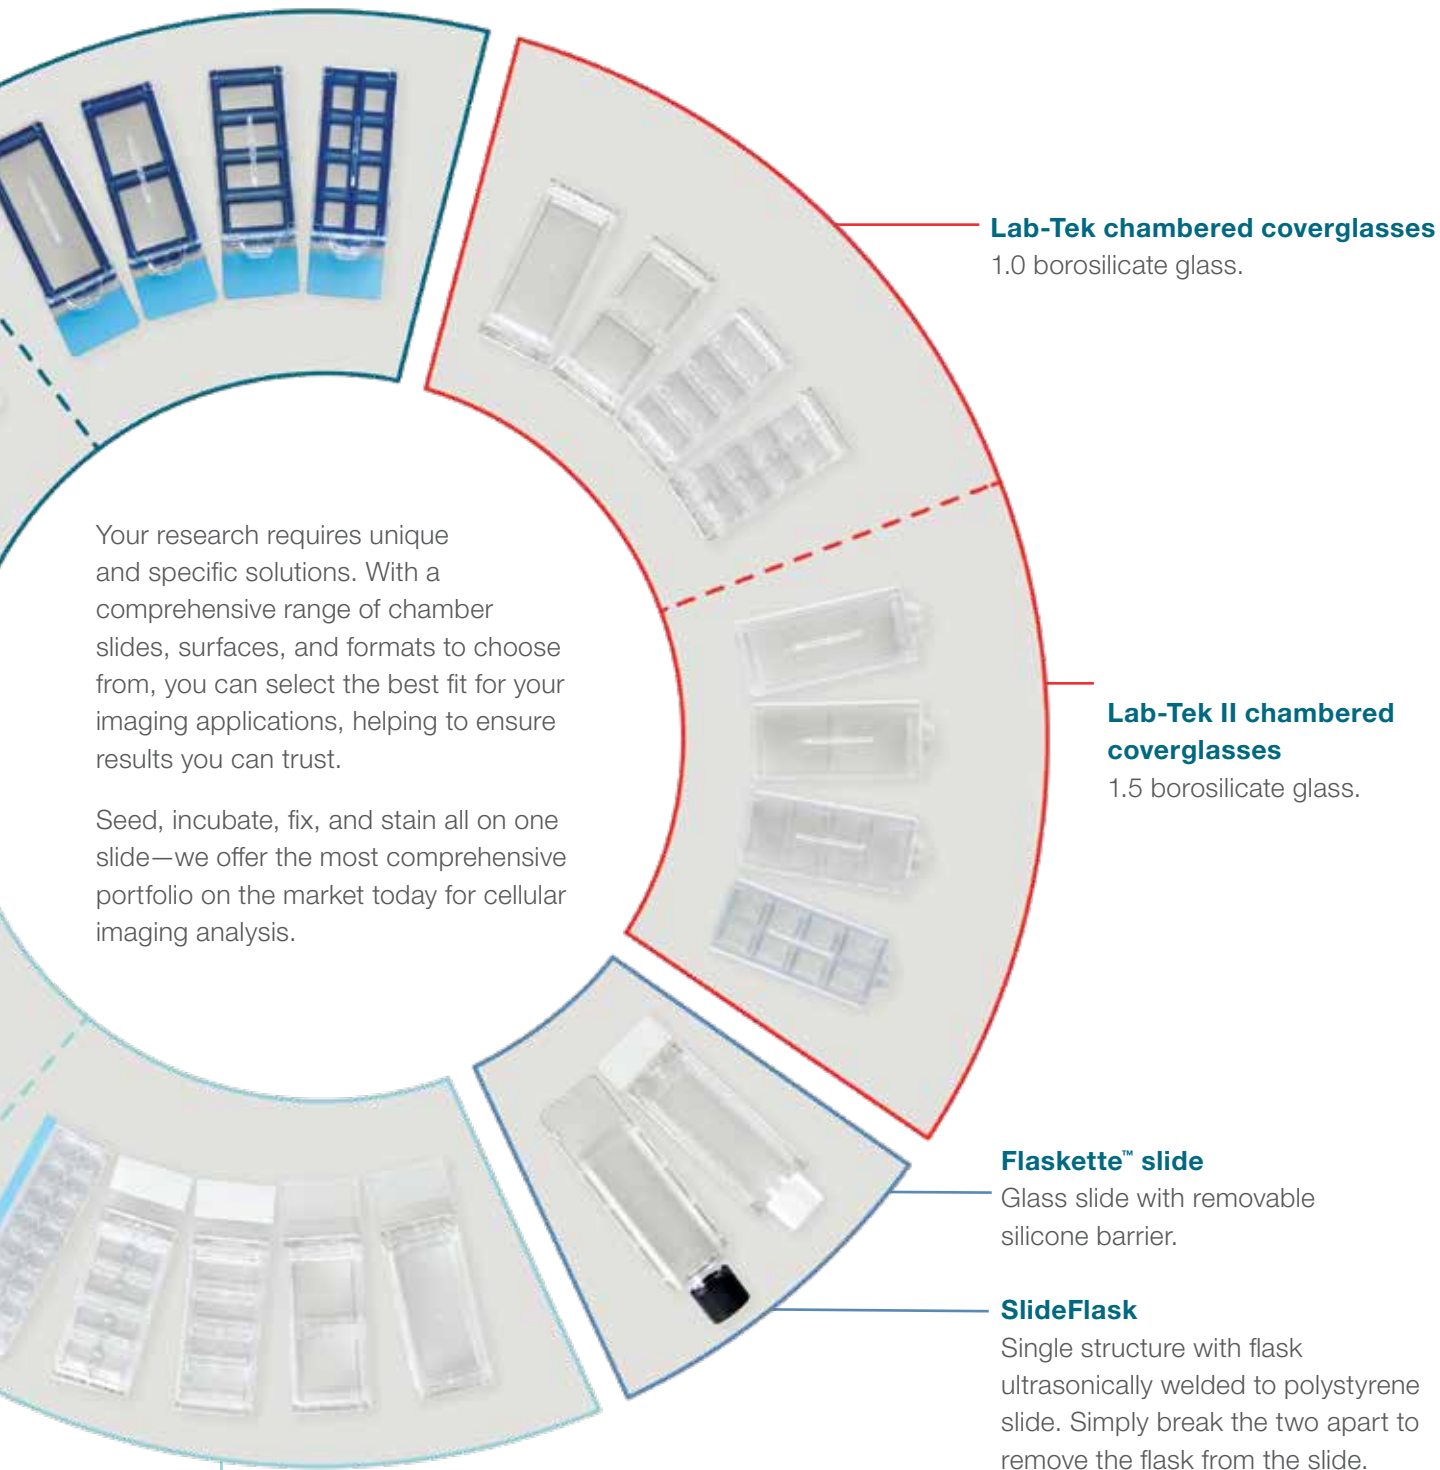 Lab-Tek chambered coverglasses
1.0 borosilicate glass.
Your research requires unique
and specific solutions. With a
comprehensive range of chamber
slides, surfaces, and formats to choose
from, you can select the best fit for your
imaging applications, helping to ensure
results you can trust.
Seed, incubate, fix, and stain all on one
slide—we offer the most comprehensive
portfolio on the market today for cellular
imaging analysis.
Lab-Tek II chambered
coverglasses
1.5 borosilicate glass.
Flaskette™ slide
Glass slide with removable
silicone barrier.
SlideFlask
Single structure with flask
ultrasonically welded to polystyrene
slide. Simply break the two apart to
remove the flask from the slide.